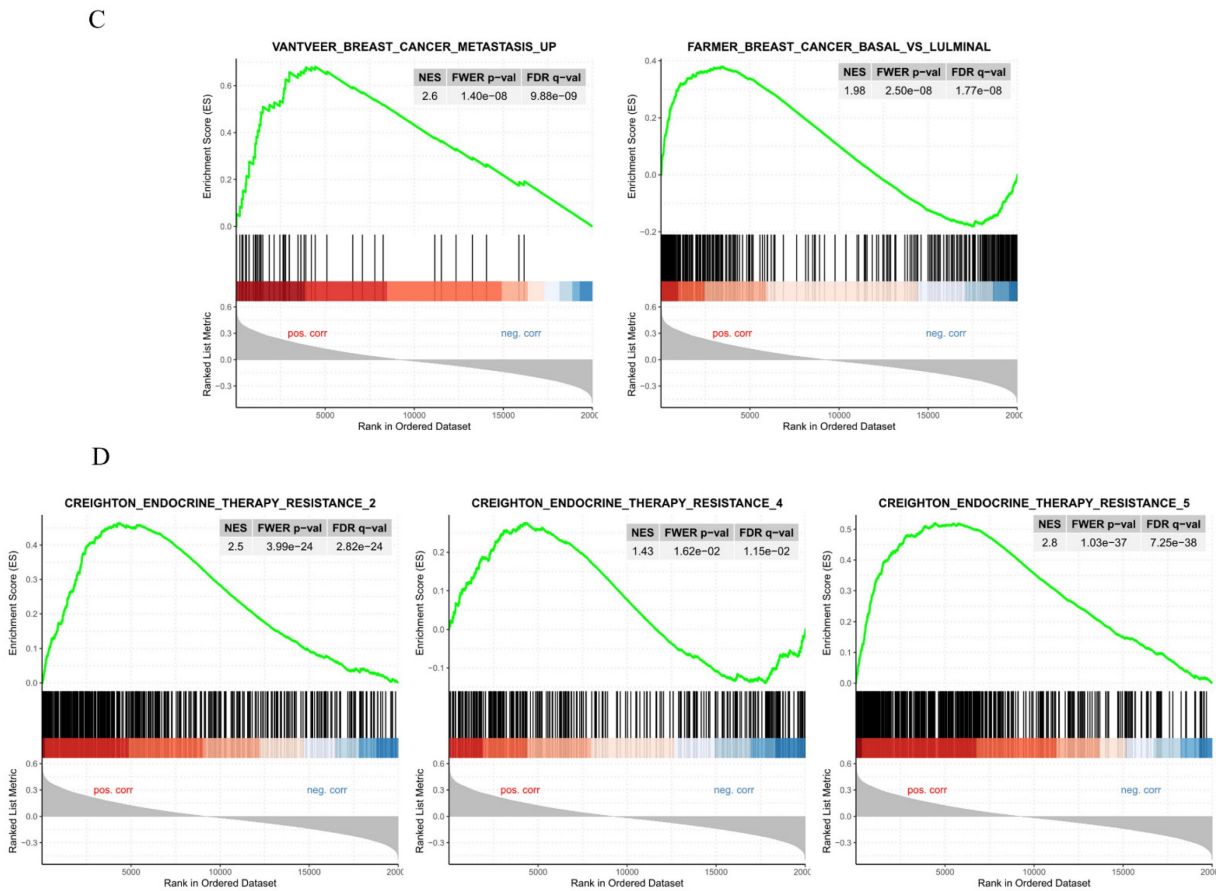 C
VANTVEER_BREAST_CANCER_METASTASIS_UP
NES FWER p−val FDR q−val
2.6 1.40e−08 9.88e−09
Enrichment Score (ES)
0.6
0.4
0.2
0.0
Ranked List Metric
0.6
0.3
0.0
−0.3
pos. corr
neg. corr
5000 10000 15000 2000
Rank in Ordered Dataset
FARMER_BREAST_CANCER_BASAL_VS_LULMINAL
NES FWER p−val FDR q−val
1.98 2.50e−08 1.77e−08
Enrichment Score (ES)
0.4
0.2
0.0
−0.2
Ranked List Metric
0.6
0.3
0.0
−0.3
pos. corr
neg. corr
5000 10000 15000 2000
Rank in Ordered Dataset
D
CREIGHTON_ENDOCRINE_THERAPY_RESISTANCE_2
NES FWER p−val FDR q−val
2.5 3.99e−24 2.82e−24
Enrichment Score (ES)
0.4
0.3
0.2
0.1
0.0
Ranked List Metric
0.6
0.3
0.0
−0.3
pos. corr
neg. corr
5000 10000 15000 2000
Rank in Ordered Dataset
CREIGHTON_ENDOCRINE_THERAPY_RESISTANCE_4
NES FWER p−val FDR q−val
1.43 1.62e−02 1.15e−02
Enrichment Score (ES)
0.2
0.1
0.0
−0.1
Ranked List Metric
0.6
0.3
0.0
−0.3
pos. corr
neg. corr
5000 10000 15000 2000
Rank in Ordered Dataset
CREIGHTON_ENDOCRINE_THERAPY_RESISTANCE_5
NES FWER p−val FDR q−val
2.8 1.03e−37 7.25e−38
Enrichment Score (ES)
0.5
0.4
0.3
0.2
0.1
0.0
Ranked List Metric
0.6
0.3
0.0
−0.3
pos. corr
neg. corr
5000 10000 15000 2000
Rank in Ordered Dataset